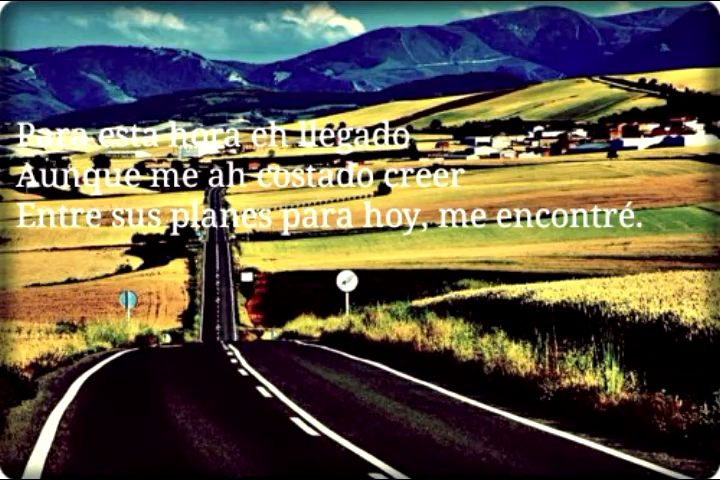 Para esta hora eh llegado
Aunque me ah costado creer
Entre sus planes para hoy, me encontré.